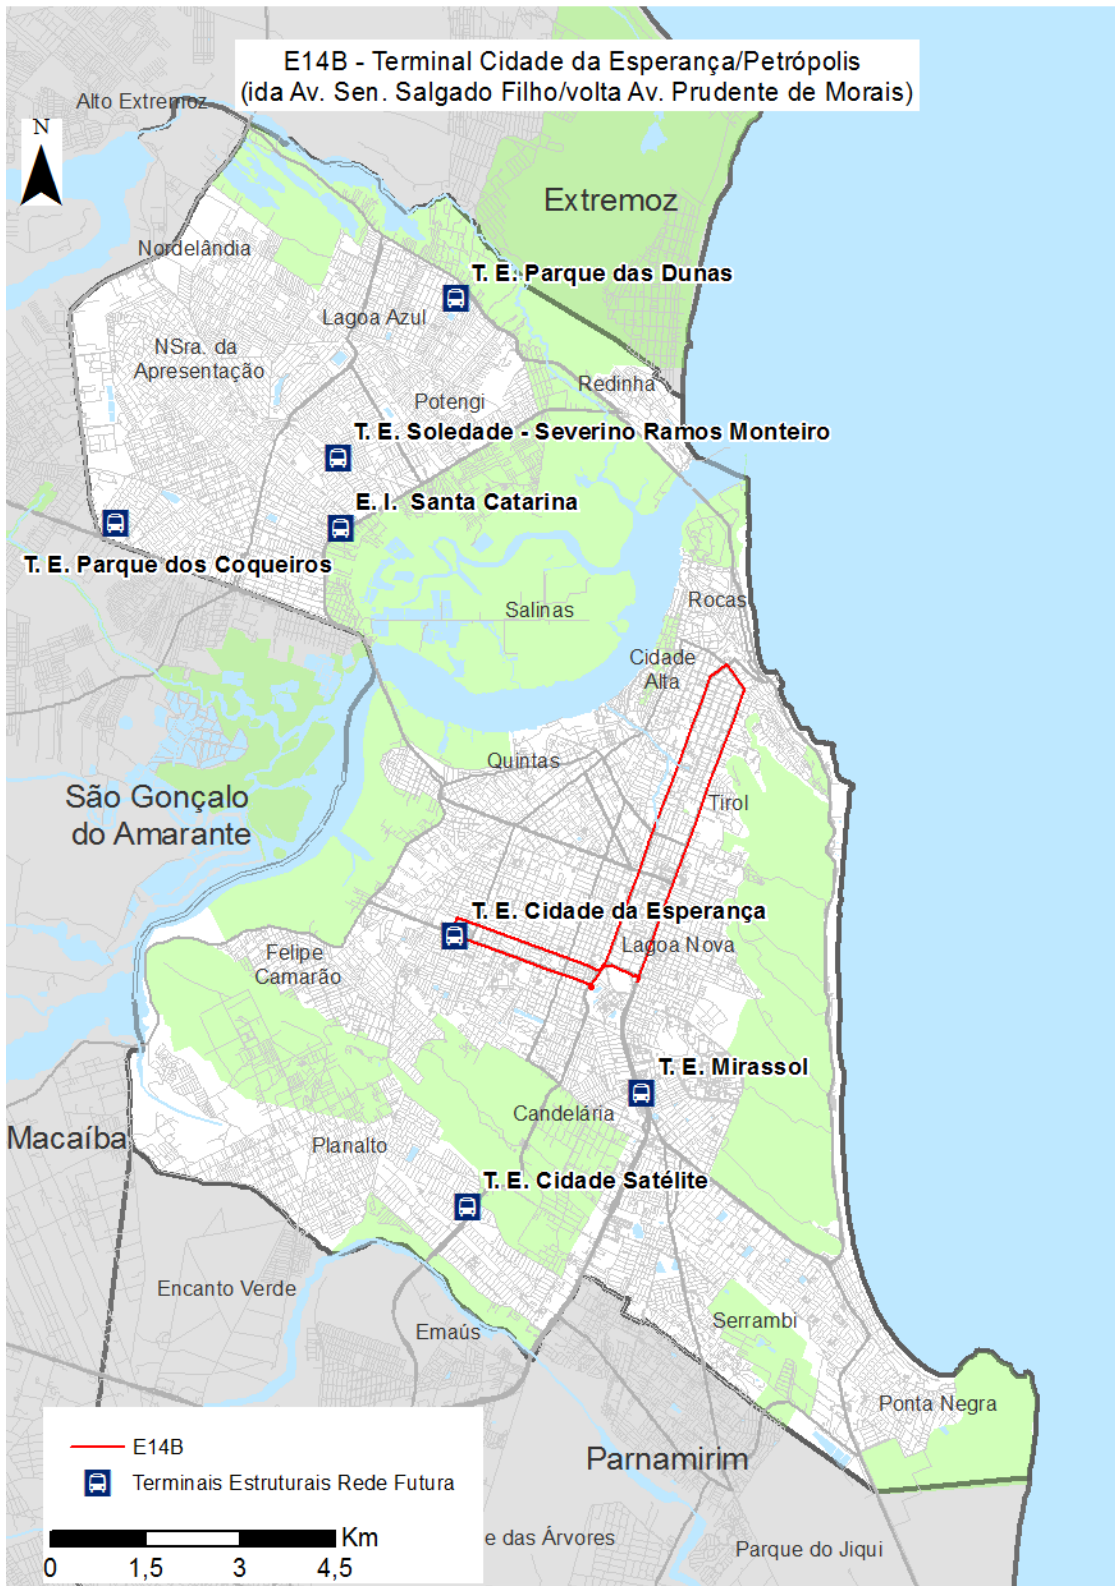 E14B - Terminal Cidade da Esperança/Petrópolis
(ida Av. Sen. Salgado Filho/volta Av. Prudente de Morais)
Alto Extremoz
N
Extremoz
Nordelândia
T. E. Parque das Dunas
Lagoa Azul
NSra. da
Apresentação
Redinha
Potengi
T. E. Soledade - Severino Ramos Monteiro
E. I. Santa Catarina
T. E. Parque dos Coqueiros
Salinas
Rocas
Cidade
Alta
Quintas
São Gonçalo
do Amarante
Tirol
T. E. Cidade da Esperança
Lagoa Nova
Felipe
Camarão
T. E. Mirassol
Candelária
Macaíba
Planalto
T. E. Cidade Satélite
Encanto Verde
Emaús
Serrambi
Ponta Negra
Parnamirim
E14B
Terminais Estruturais Rede Futura
Km
0 1,5 3 4,5
e das Árvores
Parque do Jiqui